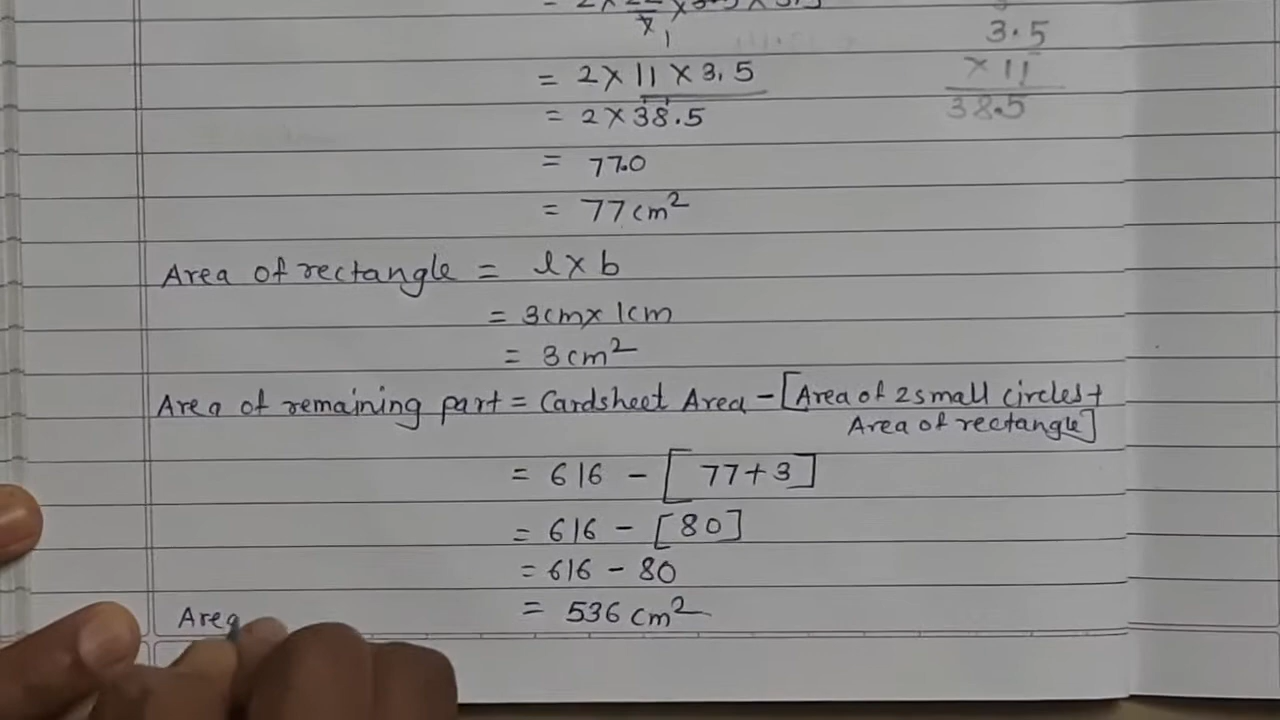 = 2 × 11 × 3.5
= 2 × 38.5
= 77.0
= 77 cm²
3.5
× 11
38.5
Area of rectangle = l × b
= 3cm × 1cm
= 3cm²
Area of remaining part = Cardsheet Area - [Area of 2 small circles +
Area of rectangle]
= 616 - [77+3]
= 616 - [80]
= 616 - 80
= 536 cm²
Area